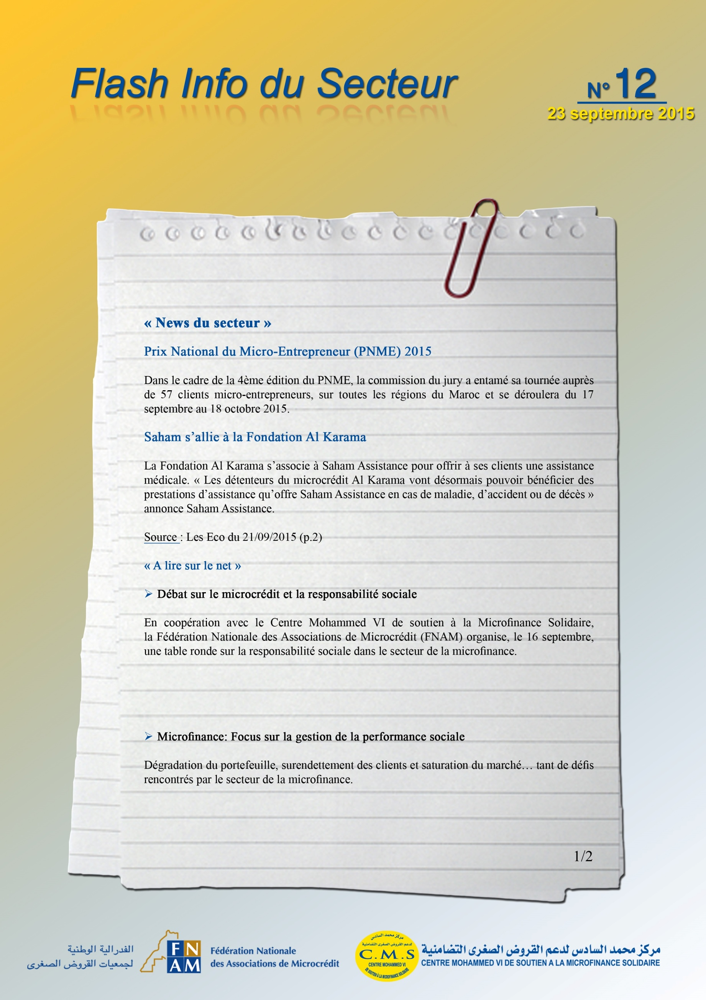 Flash Info du Secteur
N° 12
23 septembre 2015
« News du secteur »
Prix National du Micro-Entrepreneur (PNME) 2015
Dans le cadre de la 4ème édition du PNME, la commission du jury a entamé sa tournée auprès
de 57 clients micro-entrepreneurs, sur toutes les régions du Maroc et se déroulera du 17
septembre au 18 octobre 2015.
Saham s’allie à la Fondation Al Karama
La Fondation Al Karama s’associe à Saham Assistance pour offrir à ses clients une assistance
médicale. « Les détenteurs du microcrédit Al Karama vont désormais pouvoir bénéficier des
prestations d’assistance qu’offre Saham Assistance en cas de maladie, d’accident ou de décès »
annonce Saham Assistance.
Source : Les Eco du 21/09/2015 (p.2)
« A lire sur le net »
➢ Débat sur le microcrédit et la responsabilité sociale
En coopération avec le Centre Mohammed VI de soutien à la Microfinance Solidaire,
la Fédération Nationale des Associations de Microcrédit (FNAM) organise, le 16 septembre,
une table ronde sur la responsabilité sociale dans le secteur de la microfinance.
➢ Microfinance: Focus sur la gestion de la performance sociale
Dégradation du portefeuille, surendettement des clients et saturation du marché… tant de défis
rencontrés par le secteur de la microfinance.
1/2
الفدرالية الوطنية
لجمعيات القروض الصغرى
FN
AM
Fédération Nationale
des Associations de Microcrédit
مركز محمد السادس
لدعم القروض الصغرى التضامنية
C.M.S
CENTRE MOHAMMED VI
DE SOUTIEN À LA MICROFINANCE SOLIDAIRE
مركز محمد السادس لدعم القروض الصغرى التضامنية
CENTRE MOHAMMED VI DE SOUTIEN A LA MICROFINANCE SOLIDAIRE